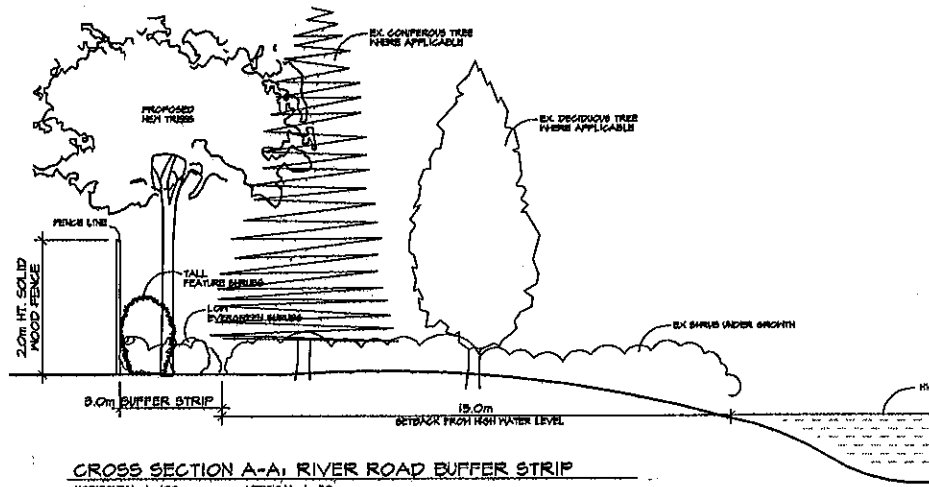 EX. CONIFEROUS TREE
WHERE APPLICABLE
PROPOSED
NEW TREES
EX. DECIDUOUS TREE
WHERE APPLICABLE
FENCE LINE
2.0m HT. SOLID
WOOD FENCE
TALL
FEATURE SHRUBS
LOW
EVERGREEN SHRUBS
EX SHRUB UNDER GROWTH
3.0m BUFFER STRIP
15.0m
SETBACK FROM HIGH WATER LEVEL
CROSS SECTION A-A: RIVER ROAD BUFFER STRIP